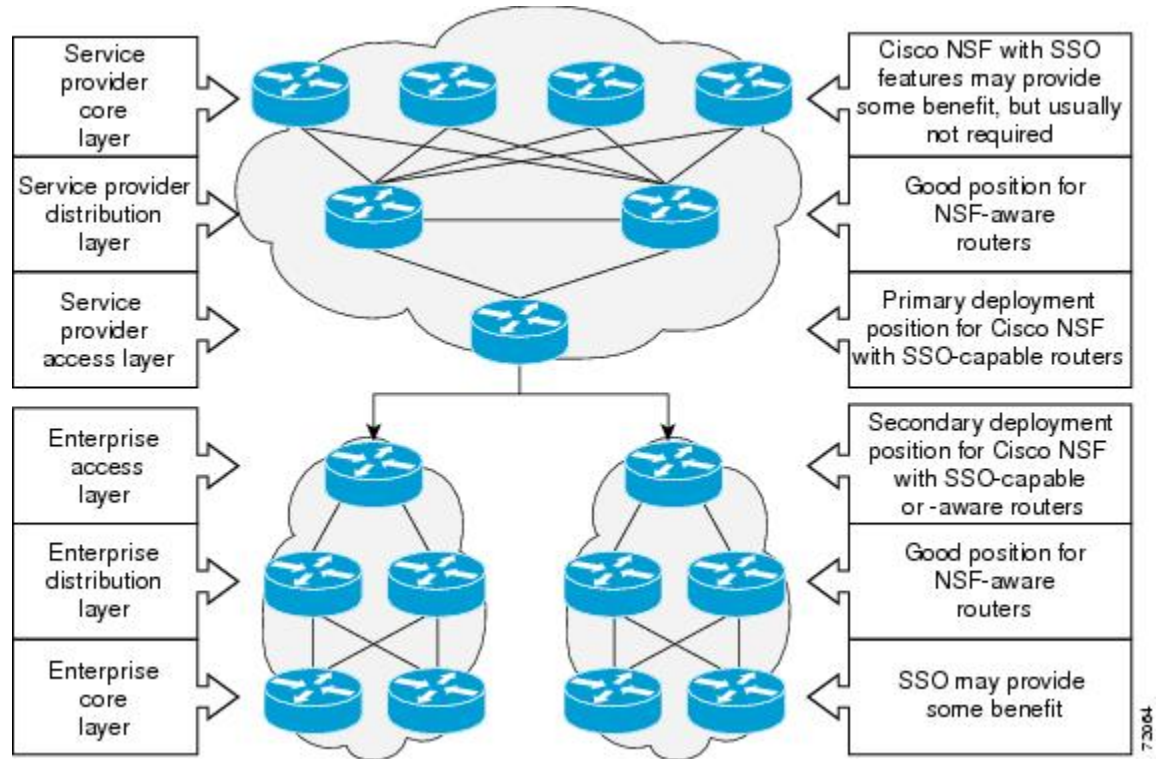 Service
provider
core
layer
Cisco NSF with SSO
features may provide
some benefit, but usually
not required
Service provider
distribution
layer
Good position for
NSF-aware
routers
Service
provider
access layer
Primary deployment
position for Cisco NSF
with SSO-capable routers
Enterprise
access
layer
Secondary deployment
position for Cisco NSF
with SSO-capable
or -aware routers
Enterprise
distribution
layer
Good position for
NSF-aware
routers
Enterprise
core
layer
SSO may provide
some benefit
72064